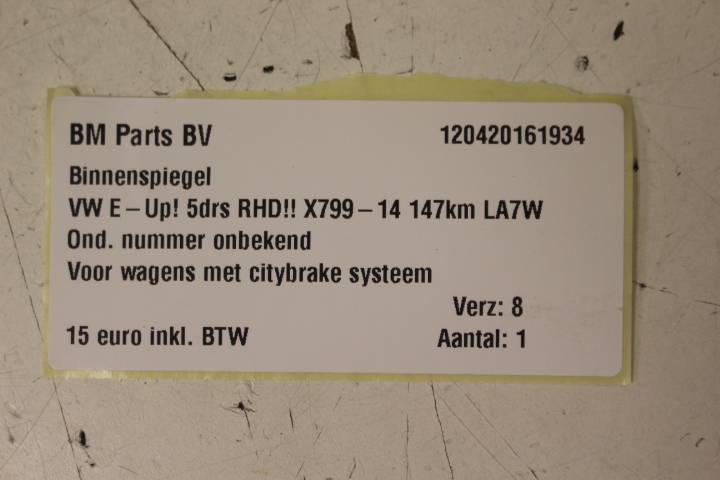 BM Parts BV 120420161934
Binnenspiegel
VW E-Up! 5drs RHD!! X799-14 147km LA7W
Ond. nummer onbekend
Voor wagens met citybrake systeem
Verz: 8
15 euro inkl. BTW Aantal: 1